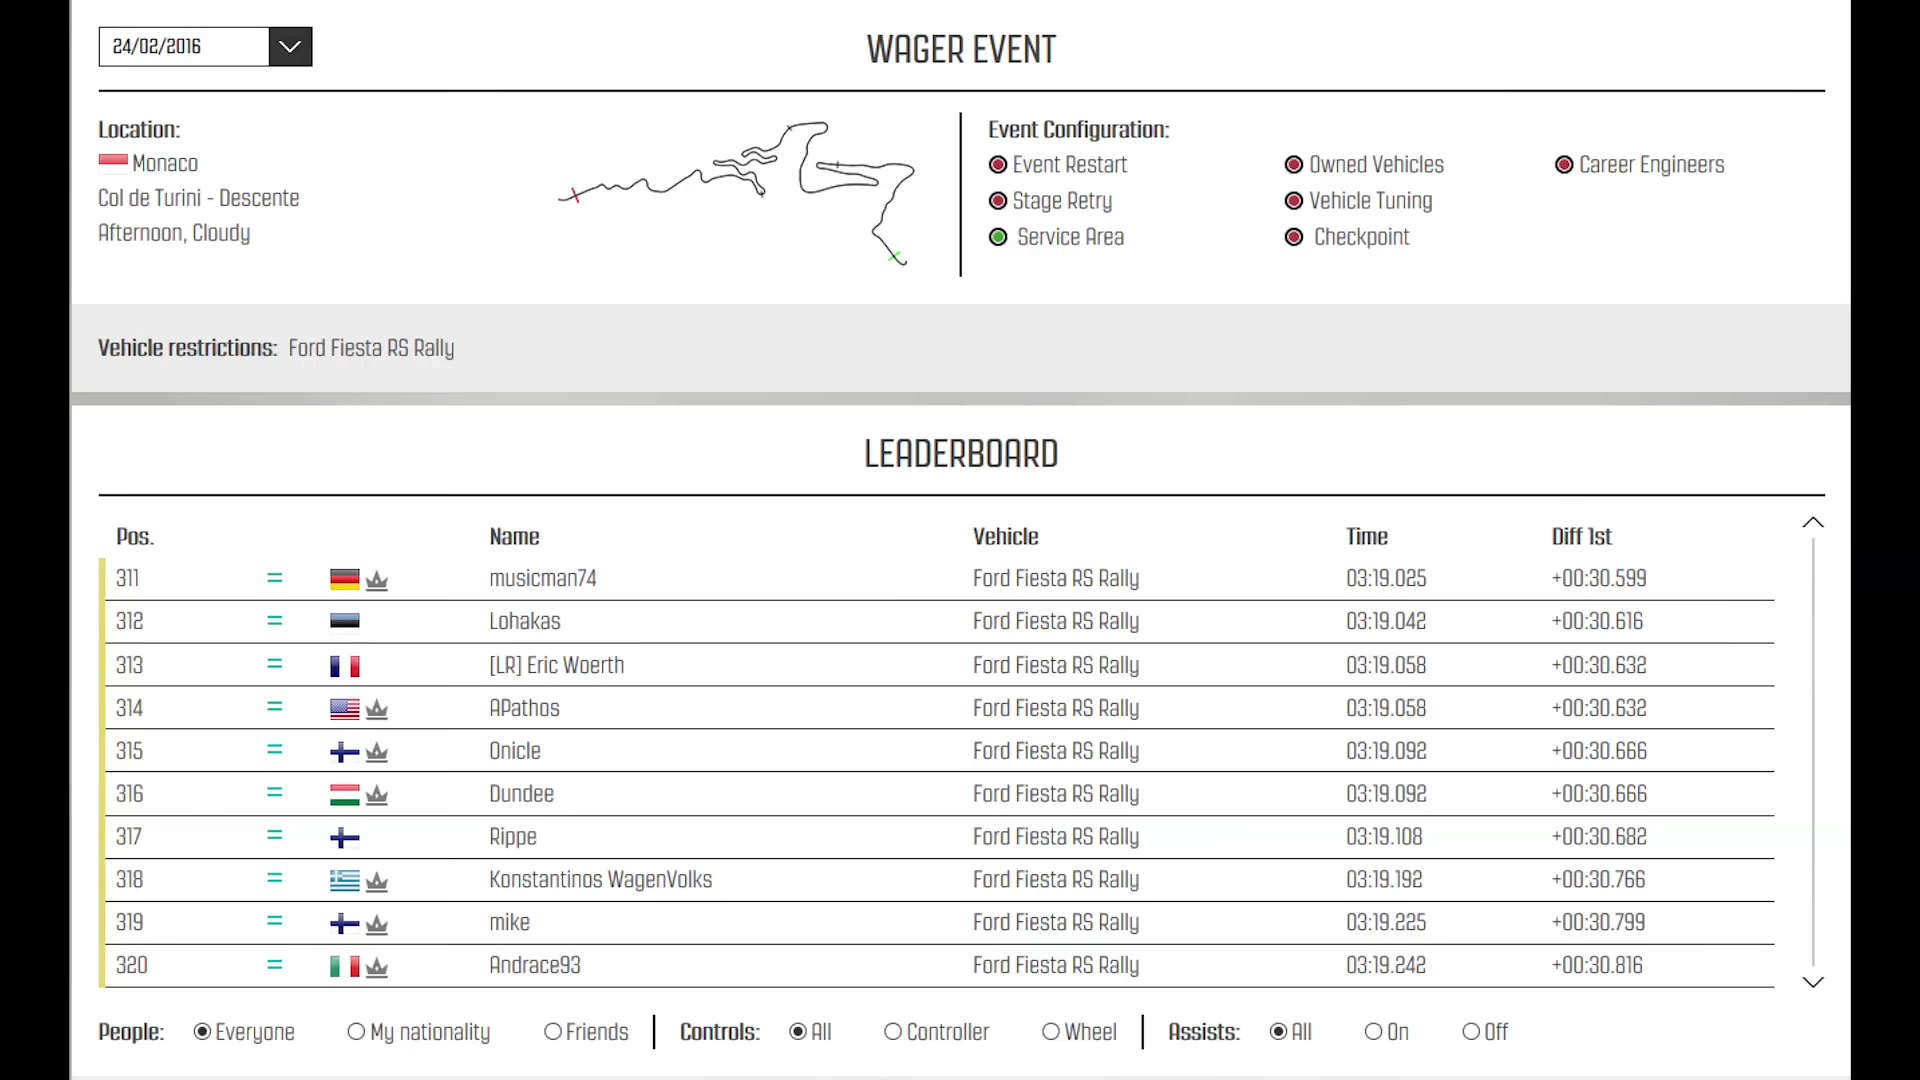 24/02/2016
WAGER EVENT
Location:
Monaco
Col de Turini - Descente
Afternoon, Cloudy
Event Configuration:
Event Restart Owned Vehicles Career Engineers
Stage Retry Vehicle Tuning
Service Area Checkpoint
Vehicle restrictions: Ford Fiesta RS Rally
LEADERBOARD
Pos. Name Vehicle Time Diff 1st
311 = musicman74 Ford Fiesta RS Rally 03:19.025 +00:30.599
312 = Lohakas Ford Fiesta RS Rally 03:19.042 +00:30.616
313 = [LR] Eric Woerth Ford Fiesta RS Rally 03:19.058 +00:30.632
314 = APathos Ford Fiesta RS Rally 03:19.058 +00:30.632
315 = Onicle Ford Fiesta RS Rally 03:19.092 +00:30.666
316 = Dundee Ford Fiesta RS Rally 03:19.092 +00:30.666
317 = Rippe Ford Fiesta RS Rally 03:19.108 +00:30.682
318 = Konstantinos WagenVolks Ford Fiesta RS Rally 03:19.192 +00:30.766
319 = mike Ford Fiesta RS Rally 03:19.225 +00:30.799
320 = Andrace93 Ford Fiesta RS Rally 03:19.242 +00:30.816
People: Everyone My nationality Friends Controls: All Controller Wheel Assists: All On Off